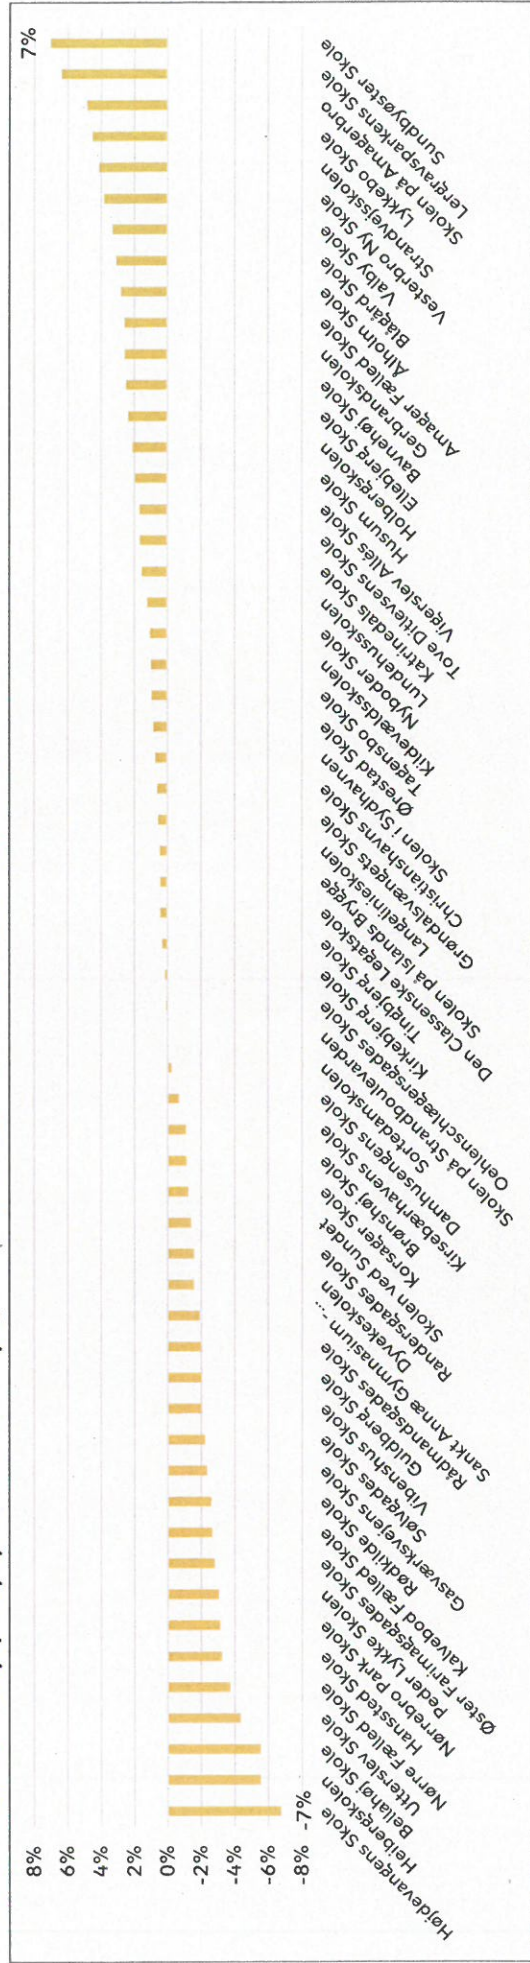 8%
6%
4%
2%
0%
-2%
-4%
-6%
-8%
-7%
7%
Højdevangens Skole
Heibergskolen
Bellahøj Skole
Utterslev Skole
Nørre Fælled Skole
Hanssted Skole
Nørrebro Park Skole
Peder Lykke Skolen
Øster Farimagsgades Skole
Kalvebod Fælled Skole
Rødkilde Skole
Gasværksvejens Skole
Sølvgades Skole
Vibenshus Skole
Guldberg Skole
Rådmandsgades Skole
Sankt Annæ Gymnasium -...
Dyvekeskolen
Randersgades Skole
Skolen ved Sundet
Korsager Skole
Brønshøj Skole
Kirsebærhavens Skole
Damhusengens Skole
Sortedamskolen
Skolen på Strandboulevarden
Oehlenschlægersgades Skole
Kirkebjerg Skole
Tingbjerg Skole
Den Classenske Legatskole
Skolen på Islands Brygge
Langelinieskolen
Grøndalsvængets Skole
Christianshavns Skole
Skolen i Sydhavnen
Ørestad Skole
Tagensbo Skole
Kildevældsskolen
Nyboder Skole
Lundehusskolen
Katrinedals Skole
Tove Ditlevsens Skole
Vigerslev Allés Skole
Husum Skole
Holbergskolen
Ellebjerg Skole
Bavnehøj Skole
Gerbrandskolen
Amager Fælled Skole
Ålholm Skole
Blågård Skole
Valby Skole
Vesterbro Ny Skole
Strandvejsskolen
Lykkebo Skole
Skolen på Amagerbro
Lergravsparkens Skole
Sundbyøster Skole